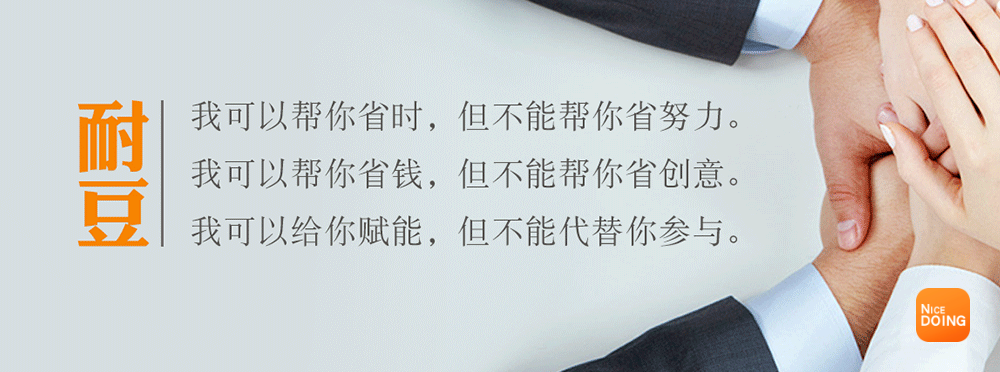 耐豆
我可以帮你省时，但不能帮你省努力。
我可以帮你省钱，但不能帮你省创意。
我可以给你赋能，但不能代替你参与。
NICE
DOING